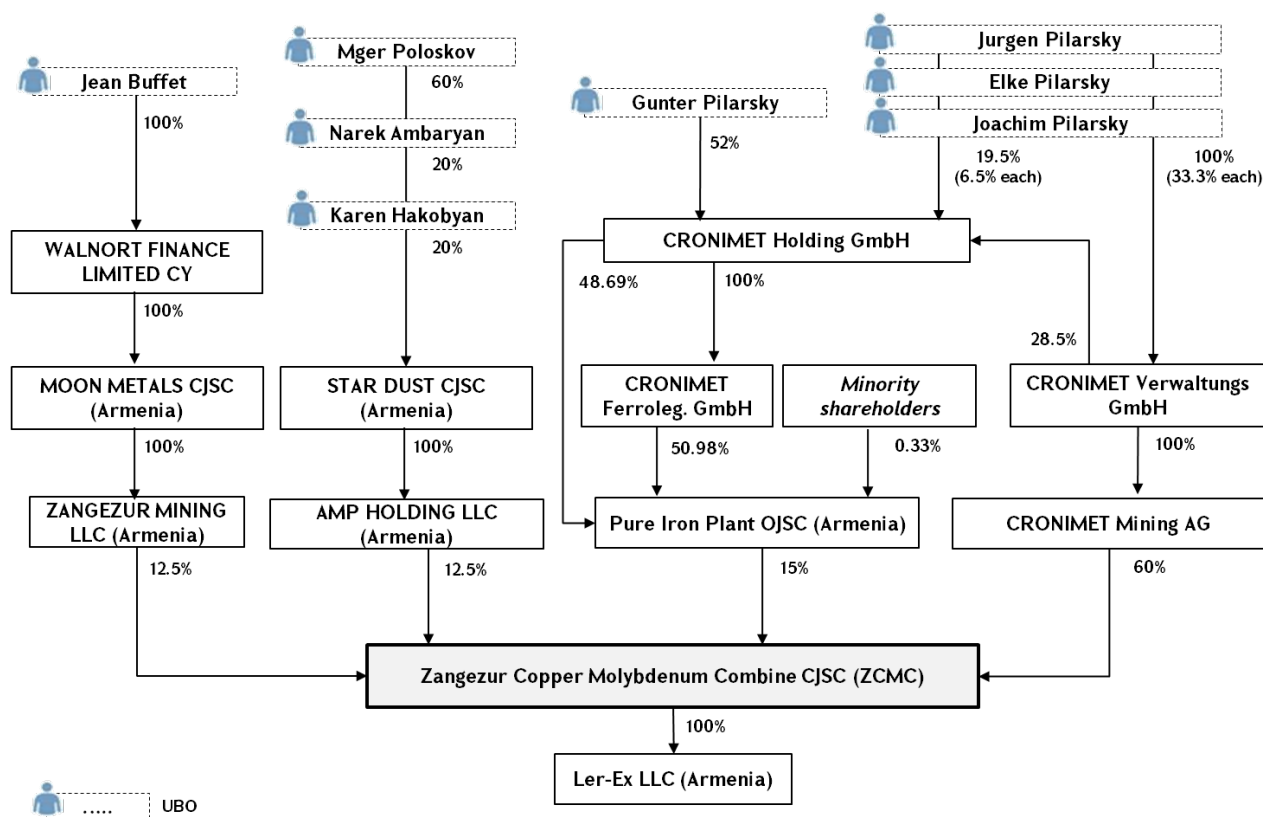 Jean Buffet
100%
WALNORT FINANCE
LIMITED CY
100%
MOON METALS CJSC
(Armenia)
100%
ZANGEZUR MINING
LLC (Armenia)
12.5%
Mger Poloskov
60%
Narek Ambaryan
20%
Karen Hakobyan
20%
STAR DUST CJSC
(Armenia)
100%
AMP HOLDING LLC
(Armenia)
12.5%
Gunter Pilarsky
52%
Jurgen Pilarsky
Elke Pilarsky
Joachim Pilarsky
19.5%
(6.5% each)
100%
(33.3% each)
CRONIMET Holding GmbH
48.69%
100%
28.5%
CRONIMET
Ferroleg. GmbH
50.98%
Minority
shareholders
0.33%
CRONIMET Verwaltungs
GmbH
100%
Pure Iron Plant OJSC (Armenia)
15%
CRONIMET Mining AG
60%
Zangezur Copper Molybdenum Combine CJSC (ZCMC)
100%
Ler-Ex LLC (Armenia)
..... UBO